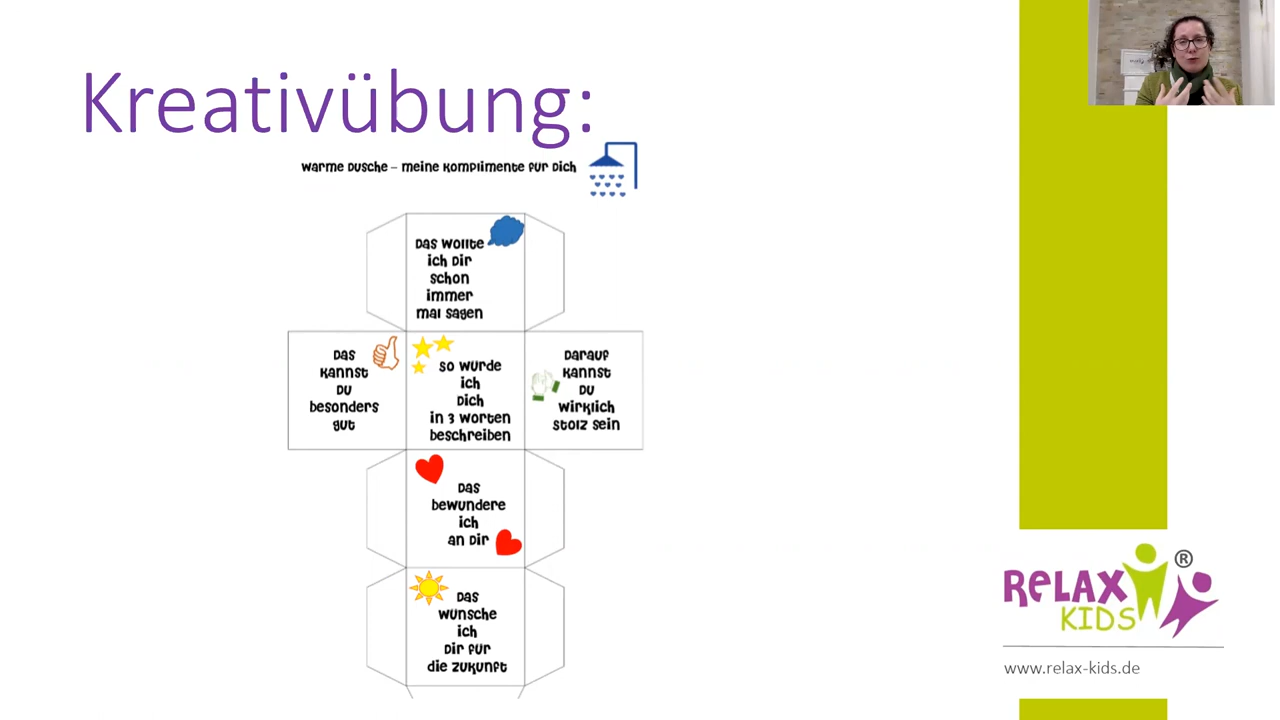 Kreativübung:
Warme Dusche – meine Komplimente für Dich
Das wollte
ich Dir
schon
immer
mal sagen
Das
kannst
Du
besonders
gut
So würde
ich
Dich
in 3 Worten
beschreiben
Darauf
kannst
Du
wirklich
stolz sein
Das
bewundere
ich
an Dir
Das
wünsche
ich
Dir für
die Zukunft
RELAX
KIDS
®
www.relax-kids.de